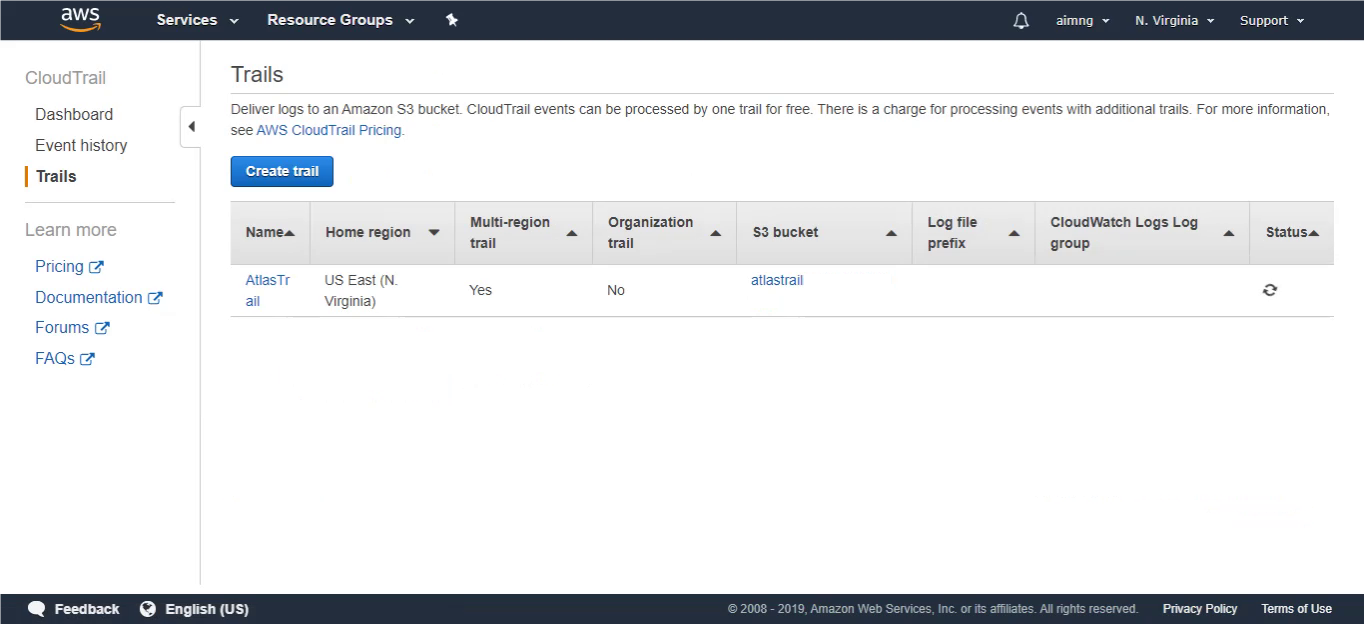 aws Services Resource Groups aimng N. Virginia Support
CloudTrail
Dashboard
Event history
Trails
Learn more
Pricing
Documentation
Forums
FAQs
Trails
Deliver logs to an Amazon S3 bucket. CloudTrail events can be processed by one trail for free. There is a charge for processing events with additional trails. For more information,
see AWS CloudTrail Pricing.
Create trail
Name Home region Multi-region trail Organization trail S3 bucket Log file prefix CloudWatch Logs Log group Status
AtlasTr
ail
US East (N.
Virginia)
Yes
No
atlastrail
Feedback English (US) © 2008 - 2019, Amazon Web Services, Inc. or its affiliates. All rights reserved. Privacy Policy Terms of Use